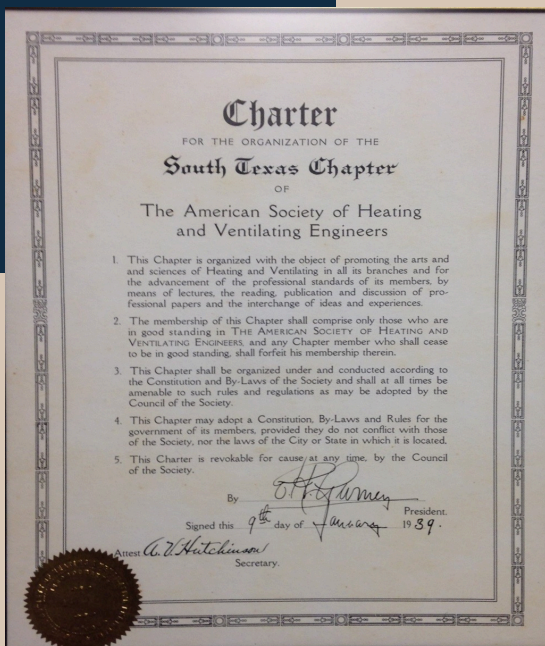 Charter
FOR THE ORGANIZATION OF THE
South Texas Chapter
OF
The American Society of Heating
and Ventilating Engineers
1. This Chapter is organized with the object of promoting the arts and
and sciences of Heating and Ventilating in all its branches and for
the advancement of the professional standards of its members, by
means of lectures, the reading, publication and discussion of pro-
fessional papers and the interchange of ideas and experiences.
2. The membership of this Chapter shall comprise only those who are
in good standing in THE AMERICAN SOCIETY OF HEATING AND
VENTILATING ENGINEERS, and any Chapter member who shall cease
to be in good standing, shall forfeit his membership therein.
3. This Chapter shall be organized under and conducted according to
the Constitution and By-Laws of the Society and shall at all times be
amenable to such rules and regulations as may be adopted by the
Council of the Society.
4. This Chapter may adopt a Constitution, By-Laws and Rules for the
government of its members, provided they do not conflict with those
of the Society, nor the laws of the City or State in which it is located.
5. This Charter is revokable for cause at any time, by the Council
of the Society.
By
President.
Signed this 9th day of January 1939.
Attest A. V. Hutchinson
Secretary.